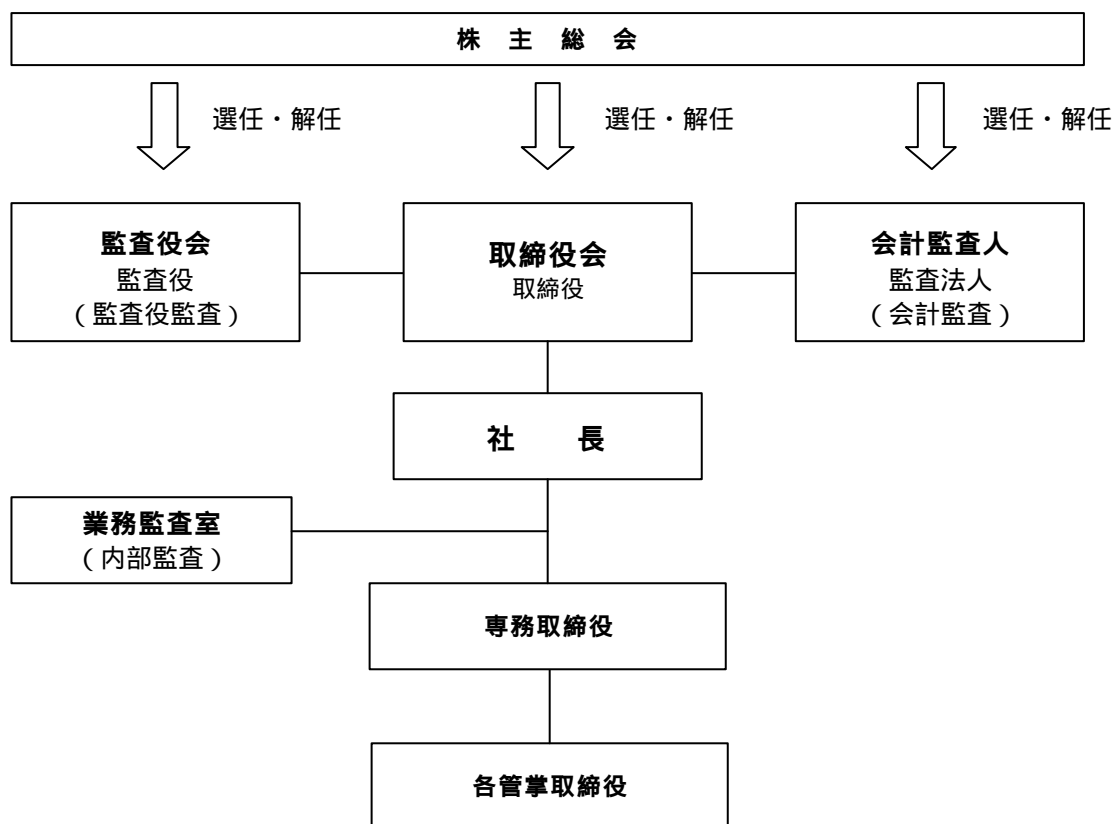 株 主 総 会
選任・解任
選任・解任
選任・解任
監査役会
監査役
(監査役監査)
取締役会
取締役
会計監査人
監査法人
(会計監査)
社 長
業務監査室
(内部監査)
専務取締役
各管掌取締役